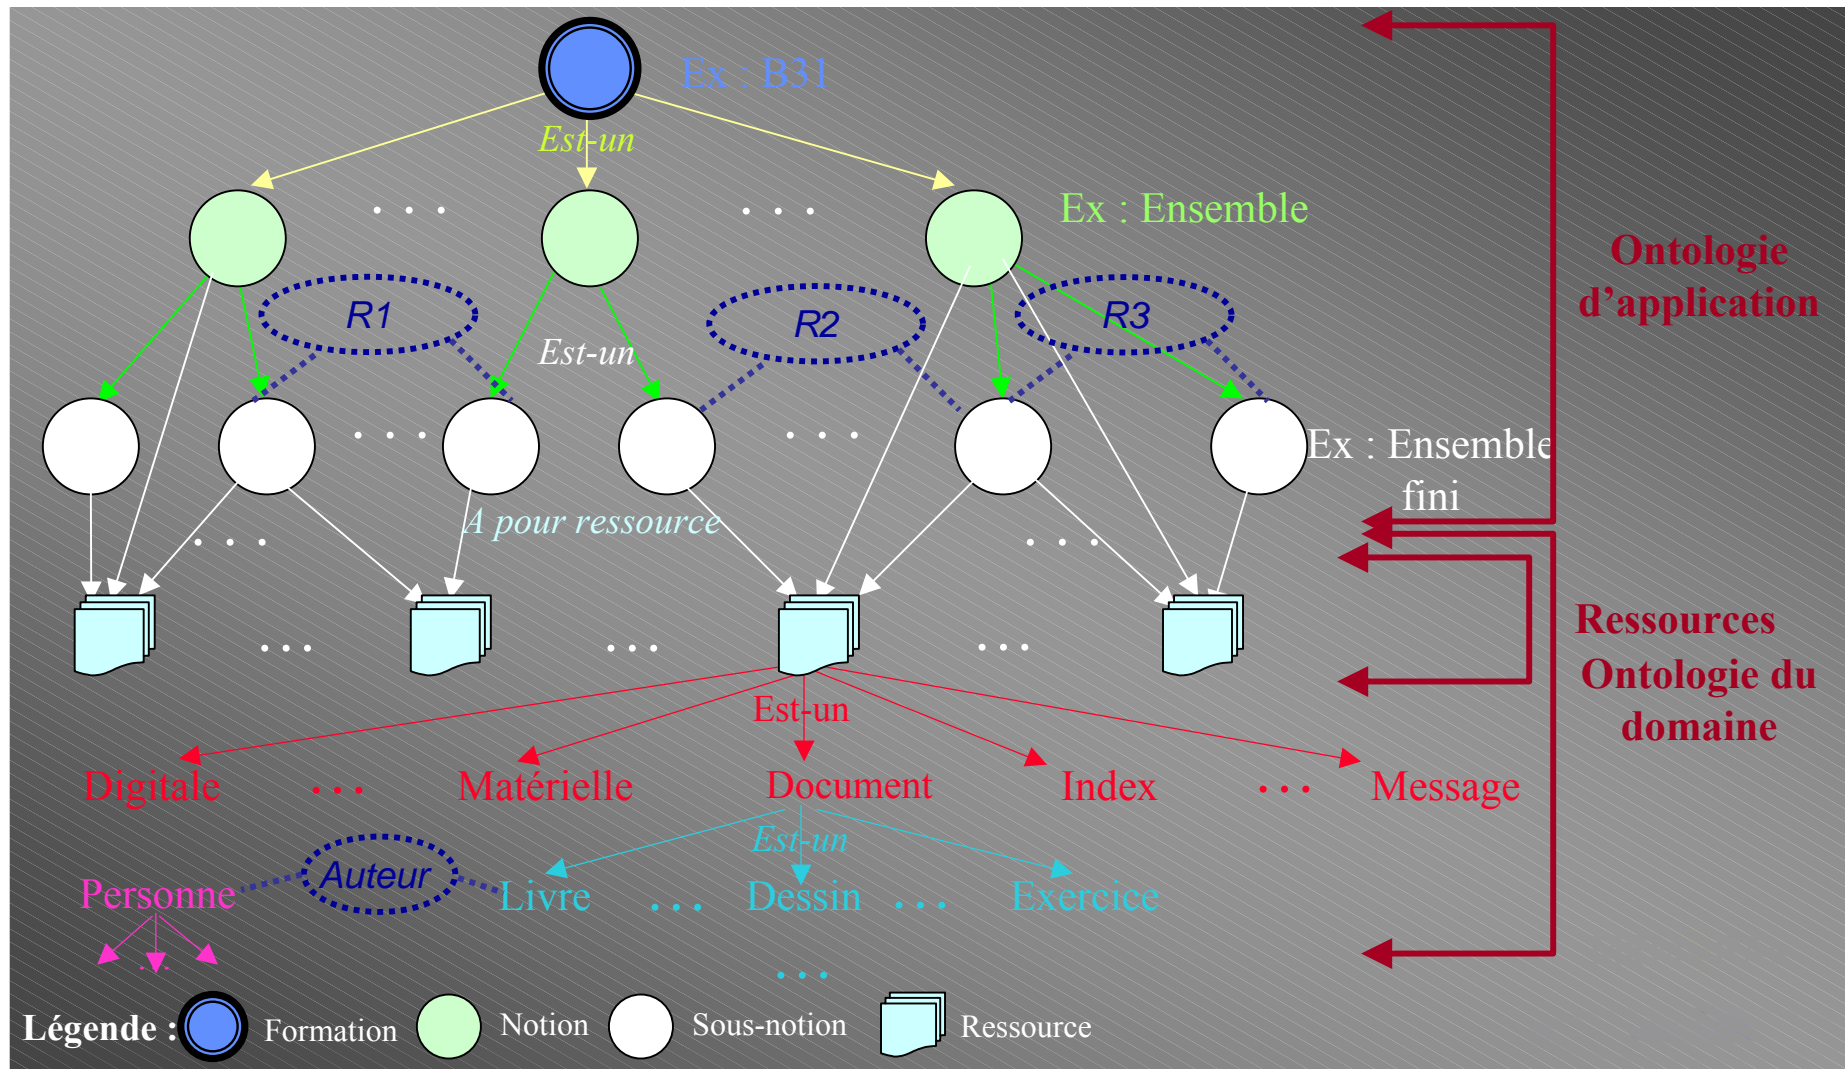 Ex : B31
Est-un
. . .
. . .
Ex : Ensemble
Ontologie
d’application
R1
R2
R3
Est-un
. . .
. . .
Ex : Ensemble
fini
A pour ressource
. . .
. . .
. . .
. . .
. . .
Ressources
Ontologie du
domaine
Est-un
Digitale
. . .
Matérielle
Document
Index
. . .
Message
Est-un
Personne
Auteur
Livre
. . .
Dessin
. . .
Exercice
. . .
. . .
Légende :
Formation
Notion
Sous-notion
Ressource